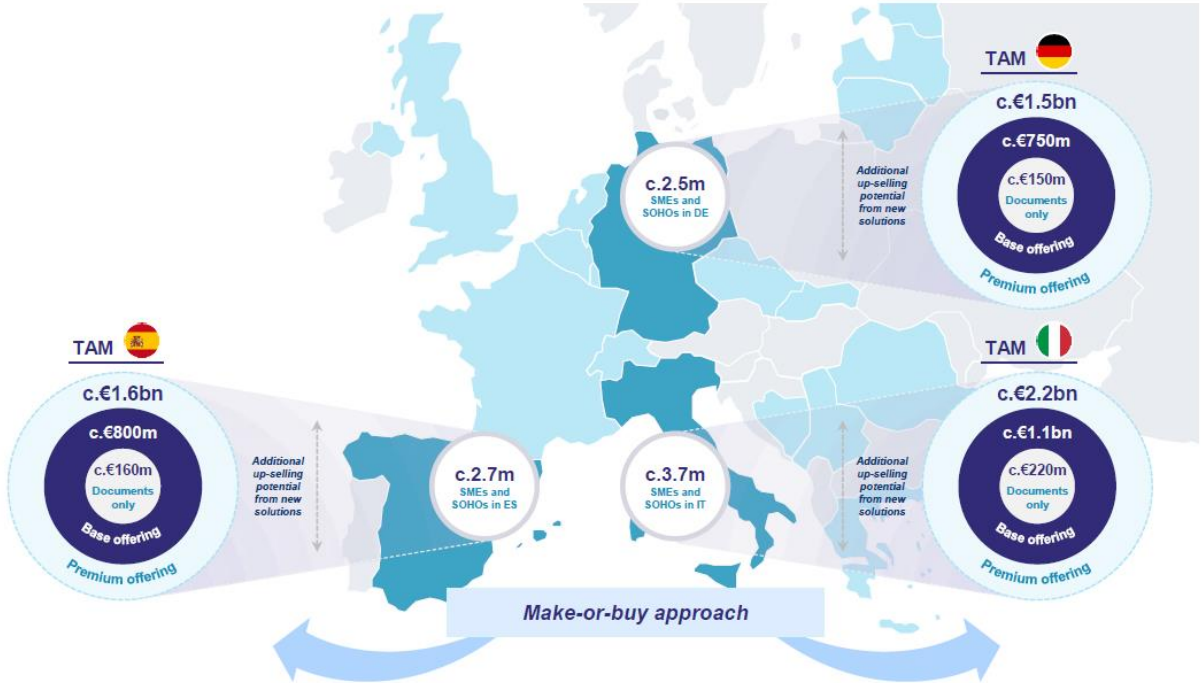 TAM
c.€1.5bn
c.€750m
c.€150m
Documents
only
Base offering
Premium offering
Additional
up-selling
potential
from new
solutions
c.2.5m
SMEs and
SOHOs in DE
TAM
c.€1.6bn
c.€800m
c.€160m
Documents
only
Base offering
Premium offering
Additional
up-selling
potential
from new
solutions
c.2.7m
SMEs and
SOHOs in ES
c.3.7m
SMEs and
SOHOs in IT
Additional
up-selling
potential
from new
solutions
TAM
c.€2.2bn
c.€1.1bn
c.€220m
Documents
only
Base offering
Premium offering
Make-or-buy approach